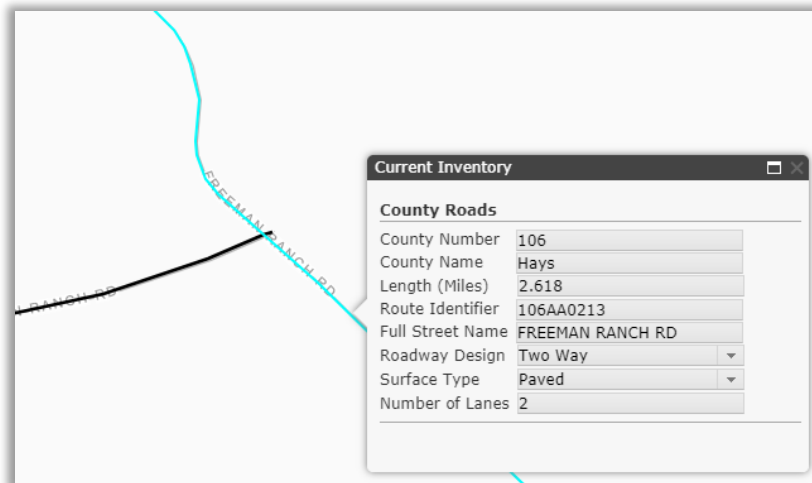 FREEMAN RANCH RD
RANCH RD
Current Inventory
County Roads
County Number 106
County Name Hays
Length (Miles) 2.618
Route Identifier 106AA0213
Full Street Name FREEMAN RANCH RD
Roadway Design Two Way
Surface Type Paved
Number of Lanes 2